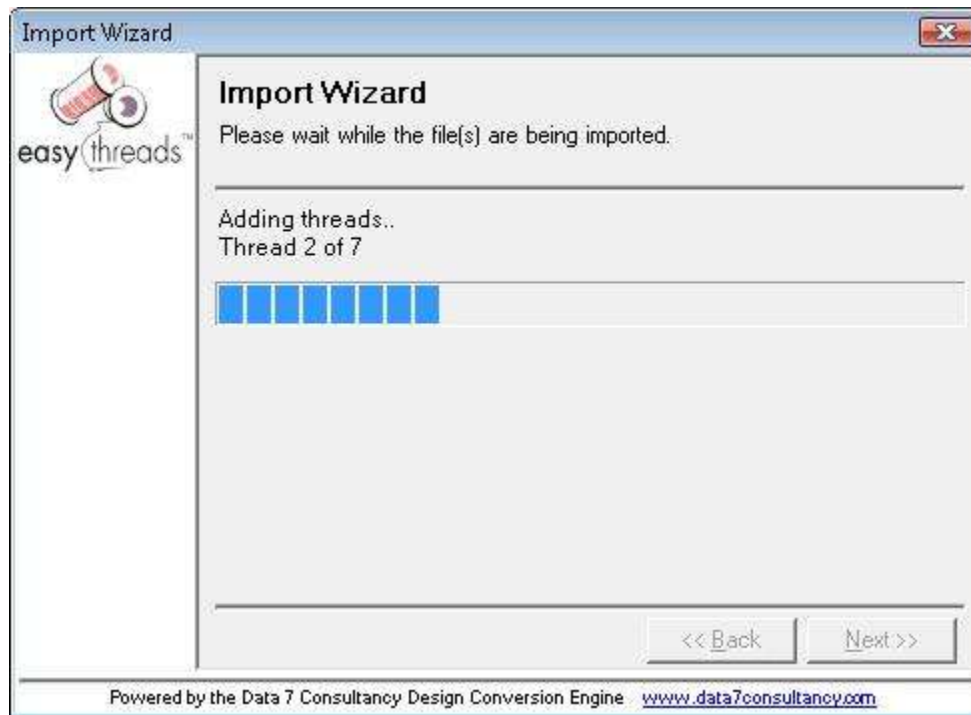 Import Wizard
easy threads™
Import Wizard
Please wait while the file(s) are being imported.
Adding threads..
Thread 2 of 7
<< Back
Next >>
Powered by the Data 7 Consultancy Design Conversion Engine www.data7consultancy.com